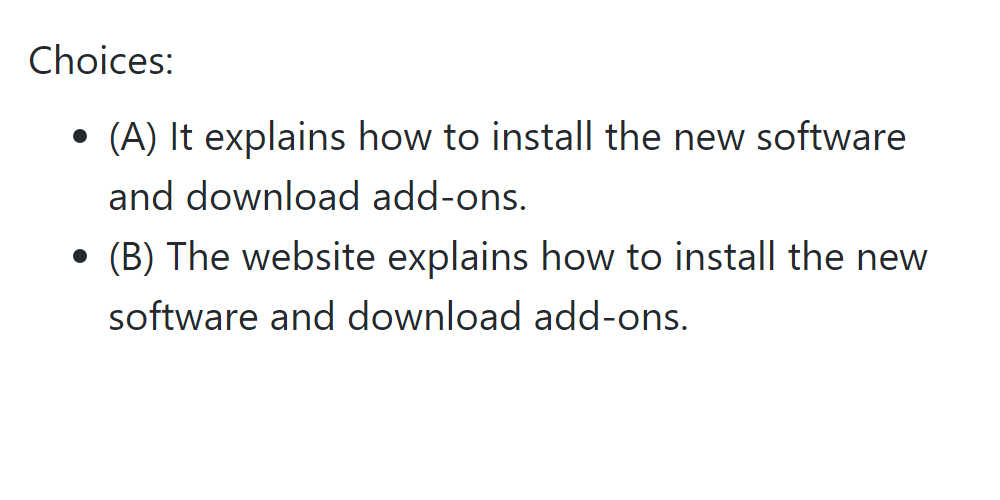 Choices:
(A) It explains how to install the new software
and download add-ons.
(B) The website explains how to install the new
software and download add-ons.